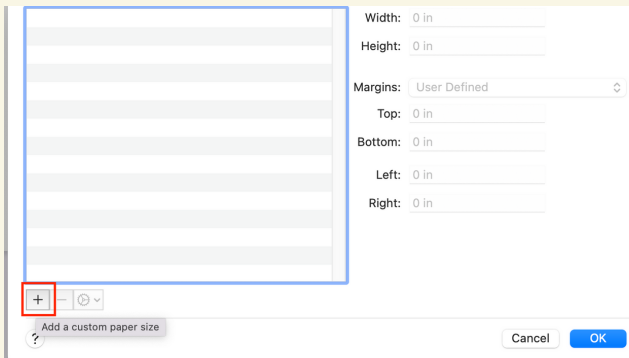 Width: 0 in
Height: 0 in
Margins: User Defined
Top: 0 in
Bottom: 0 in
Left: 0 in
Right: 0 in
+ −
Add a custom paper size
?
Cancel OK